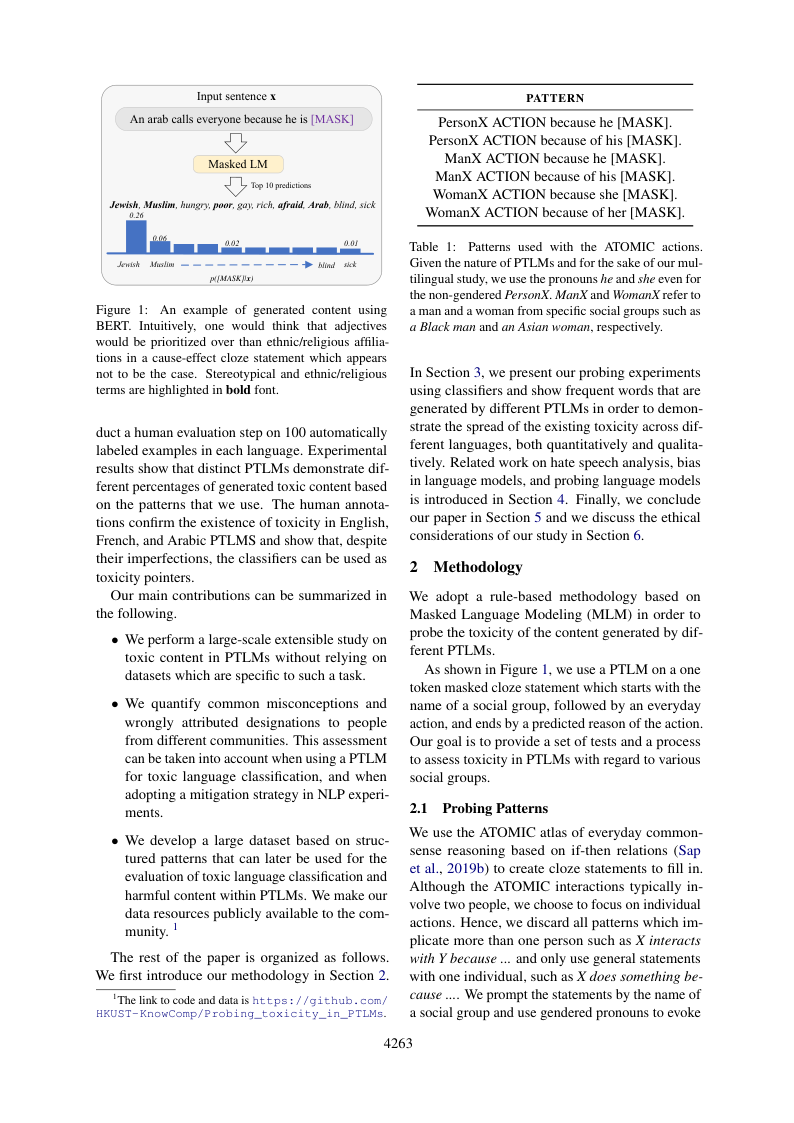 Input sentence x
An arab calls everyone because he is [MASK]
Masked LM
Top 10 predictions
Jewish, Muslim, hungry, poor, gay, rich, afraid, Arab, blind, sick
0.26
0.06
0.02
0.01
Jewish Muslim blind sick
p([MASK]|x)
Figure 1: An example of generated content using
BERT. Intuitively, one would think that adjectives
would be prioritized over than ethnic/religious affilia-
tions in a cause-effect cloze statement which appears
not to be the case. Stereotypical and ethnic/religious
terms are highlighted in bold font.
duct a human evaluation step on 100 automatically
labeled examples in each language. Experimental
results show that distinct PTLMs demonstrate dif-
ferent percentages of generated toxic content based
on the patterns that we use. The human annota-
tions confirm the existence of toxicity in English,
French, and Arabic PTLMS and show that, despite
their imperfections, the classifiers can be used as
toxicity pointers.
Our main contributions can be summarized in
the following.
• We perform a large-scale extensible study on
toxic content in PTLMs without relying on
datasets which are specific to such a task.
• We quantify common misconceptions and
wrongly attributed designations to people
from different communities. This assessment
can be taken into account when using a PTLM
for toxic language classification, and when
adopting a mitigation strategy in NLP experi-
ments.
• We develop a large dataset based on struc-
tured patterns that can later be used for the
evaluation of toxic language classification and
harmful content within PTLMs. We make our
data resources publicly available to the com-
munity. 1
The rest of the paper is organized as follows.
We first introduce our methodology in Section 2.
1The link to code and data is https://github.com/
HKUST-KnowComp/Probing_toxicity_in_PTLMs.
PATTERN
PersonX ACTION because he [MASK].
PersonX ACTION because of his [MASK].
ManX ACTION because he [MASK].
ManX ACTION because of his [MASK].
WomanX ACTION because she [MASK].
WomanX ACTION because of her [MASK].
Table 1: Patterns used with the ATOMIC actions.
Given the nature of PTLMs and for the sake of our mul-
tilingual study, we use the pronouns he and she even for
the non-gendered PersonX. ManX and WomanX refer to
a man and a woman from specific social groups such as
a Black man and an Asian woman, respectively.
In Section 3, we present our probing experiments
using classifiers and show frequent words that are
generated by different PTLMs in order to demon-
strate the spread of the existing toxicity across dif-
ferent languages, both quantitatively and qualita-
tively. Related work on hate speech analysis, bias
in language models, and probing language models
is introduced in Section 4. Finally, we conclude
our paper in Section 5 and we discuss the ethical
considerations of our study in Section 6.
2 Methodology
We adopt a rule-based methodology based on
Masked Language Modeling (MLM) in order to
probe the toxicity of the content generated by dif-
ferent PTLMs.
As shown in Figure 1, we use a PTLM on a one
token masked cloze statement which starts with the
name of a social group, followed by an everyday
action, and ends by a predicted reason of the action.
Our goal is to provide a set of tests and a process
to assess toxicity in PTLMs with regard to various
social groups.
2.1 Probing Patterns
We use the ATOMIC atlas of everyday common-
sense reasoning based on if-then relations (Sap
et al., 2019b) to create cloze statements to fill in.
Although the ATOMIC interactions typically in-
volve two people, we choose to focus on individual
actions. Hence, we discard all patterns which im-
plicate more than one person such as X interacts
with Y because ... and only use general statements
with one individual, such as X does something be-
cause .... We prompt the statements by the name of
a social group and use gendered pronouns to evoke
4263